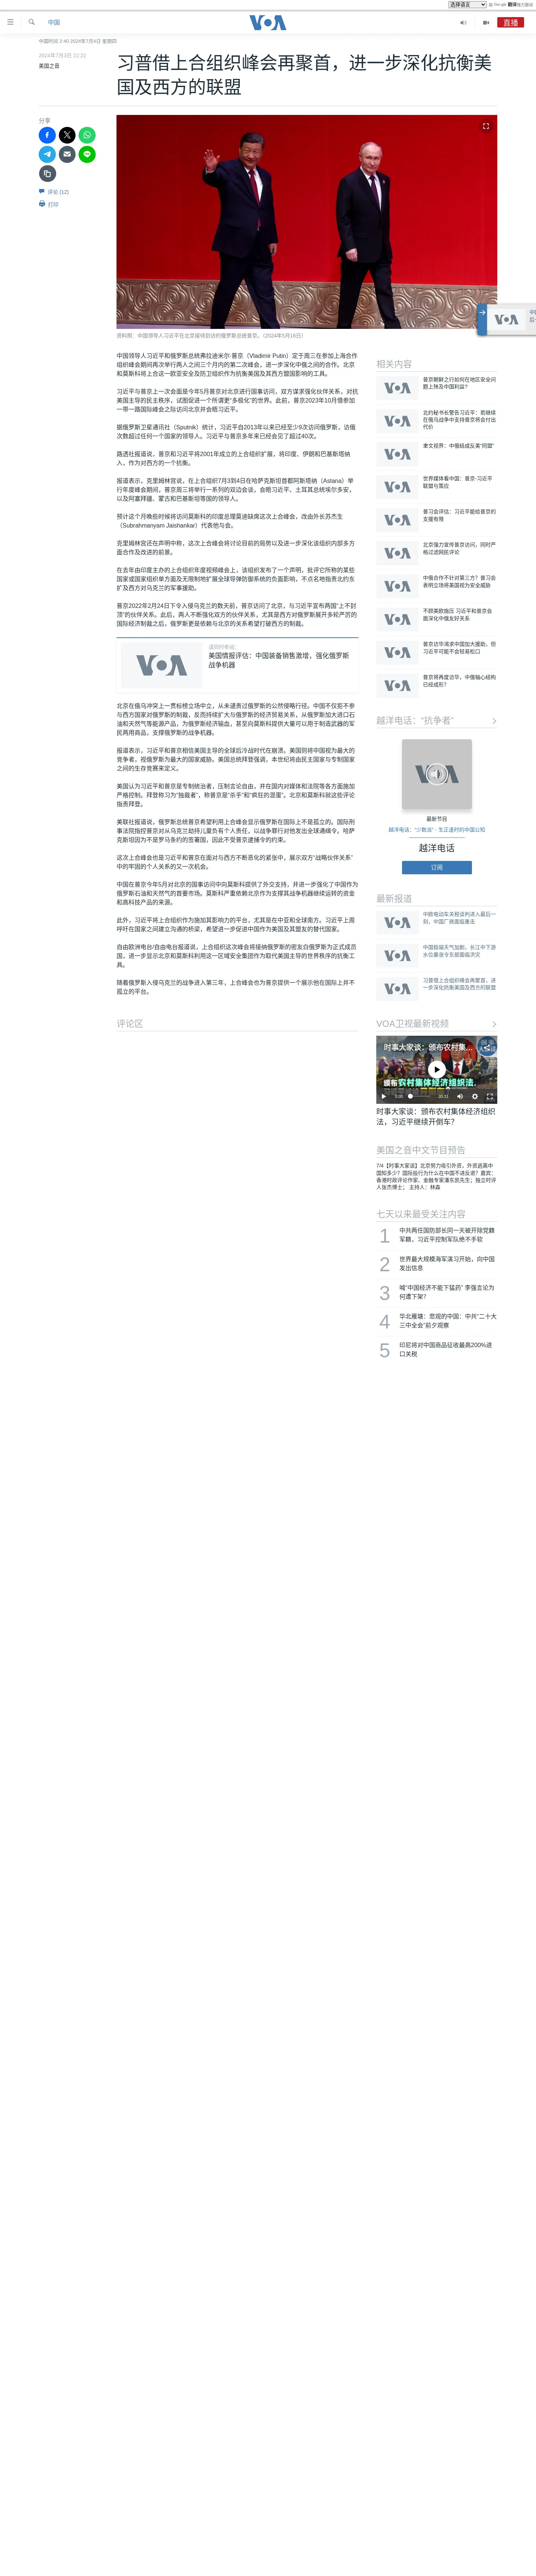 选择语言
由 Google 翻译强力驱动
中国
VOA
直播
中国时间 2:40 2024年7月4日 星期四
2024年7月3日 22:22
美国之音
习普借上合组织峰会再聚首，进一步深化抗衡美
国及西方的联盟
分享
评论 (12)
打印
资料照：中国领导人习近平在北京接待到访的俄罗斯总统普京。（2024年5月16日）
中国领导人习近平和俄罗斯总统弗拉迪米尔·普京（Vladimir Putin）定于周三在参加上海合作
组织峰会期间再次举行两人之间三个月内的第二次会谈，进一步深化对俄中正在领导的合作。北京
和莫斯科将上合这一欧亚安全及防卫组织作为抗衡美国及其西方盟国影响的工具。
习近平与普京上一次会面是今年5月普京对北京进行国事访问，双方谋求强化伙伴关系，对抗
美国主导的民主秩序，试图促进一个所谓更“多极化”的世界。此前，普京2023年10月曾参加
一带一路国际峰会之际访问北京并会晤习近平。
据俄罗斯卫星通讯社（Sputnik）统计，习近平自2013年以来已经至少9次访问俄罗斯，访俄
次数超过任何一个国家的领导人。习近平与普京多年来已经会见了超过40次。
路透社报道说，普京和习近平将2001年成立的上合组织扩展，将印度、伊朗和巴基斯坦纳
入，作为对西方的一个抗衡。
报道表示，克里姆林宫说，在上合组织7月3日到4日在哈萨克斯坦首都阿斯塔纳（Astana）举
行年度峰会期间，普京周三将举行一系列的双边会谈，会晤习近平、土耳其总统埃尔多安，
以及阿塞拜疆、蒙古和巴基斯坦等国的领导人。
预计这个月晚些时候将访问莫斯科的印度总理莫迪缺席这次上合峰会，改由外长苏杰生
（Subrahmanyam Jaishankar）代表他与会。
克里姆林宫还在声明中称，这次上合峰会将讨论目前的局势以及进一步深化该组织内部多方
面合作及改进的前景。
在去年由印度主办的上合组织年度视频峰会上，该组织发布了一个声明，批评它所称的某些
国家或国家组织单方面及无限制地扩展全球导弹防御系统的负面影响，不点名地指责北约东
扩及西方对乌克兰的军事援助。
普京2022年2月24日下令入侵乌克兰的数天前，普京访问了北京，与习近平宣布两国“上不封
顶”的伙伴关系。此后，两人不断强化双方的伙伴关系，尤其是西方对俄罗斯展开多轮严厉的
国际经济制裁之后，俄罗斯更是依赖与北京的关系希望打破西方的制裁。
请同时参阅：
美国情报评估：中国装备销售激增，强化俄罗斯
战争机器
北京在俄乌冲突上一贯标榜立场中立，从未谴责过俄罗斯的公然侵略行径。中国不仅拒不参
与西方国家对俄罗斯的制裁，反而持续扩大与俄罗斯的经济贸易关系，从俄罗斯加大进口石
油和天然气等能源产品，为俄罗斯经济输血，甚至向莫斯科提供大量可以用于制造武器的军
民两用商品，支撑俄罗斯的战争机器。
报道表示，习近平和普京相信美国主导的全球后冷战时代在崩溃。美国则将中国视为最大的
竞争者，视俄罗斯为最大的国家威胁。美国总统拜登强调，本世纪将由民主国家与专制国家
之间的生存竞赛来定义。
美国认为习近平和普京是专制统治者，压制言论自由，并在国内对媒体和法院等各方面施加
严格控制。拜登称习为“独裁者”，称普京是“杀手”和“疯狂的混蛋”。北京和莫斯科就这些评论
指责拜登。
美联社报道说，俄罗斯总统普京希望利用上合峰会显示俄罗斯在国际上不是孤立的。国际刑
事法院指控普京对从乌克兰劫持儿童负有个人责任，以战争罪行对他发出全球通缉令。哈萨
克斯坦因为不是罗马条约的签署国，因此不受普京逮捕令的约束。
这次上合峰会也是习近平和普京在面对与西方不断恶化的紧张中，展示双方“战略伙伴关系”
中的牢固的个人关系的又一次机会。
中国在普京今年5月对北京的国事访问中向莫斯科提供了外交支持，并进一步强化了中国作为
俄罗斯石油和天然气的首要市场。莫斯科严重依赖北京作为支撑其战争机器继续运转的资金
和高科技产品的来源。
此外，习近平将上合组织作为施加其影响力的平台，尤其是在中亚和全球南方。习近平上周
呼吁在国家之间建立沟通的桥梁，希望进一步促进中国作为美国及其盟友的替代国家。
自由欧洲电台/自由电台报道说，上合组织这次峰会将接纳俄罗斯的密友白俄罗斯为正式成员
国，进一步显示北京和莫斯科利用这一区域安全集团作为取代美国主导的世界秩序的抗衡工
具。
随着俄罗斯入侵乌克兰的战争进入第三年，上合峰会也为普京提供一个展示他在国际上并不
孤立的平台。
评论区
相关内容
普京朝鲜之行如何在地区安全问
题上殃及中国利益?
北约秘书长警告习近平：若继续
在俄乌战争中支持普京将会付出
代价
聿文视界：中俄结成反美“同盟”
世界媒体看中国：普京-习近平
联盟与策应
普习会评估：习近平能给普京的
支援有限
北京强力宣传普京访问，同时严
格过滤网民评论
中俄合作不针对第三方？普习会
表明立场将美国视为安全威胁
不顾美欧施压 习近平和普京会
面深化中俄友好关系
普京访华渴求中国加大援助，但
习近平可能不会轻易松口
普京将再度访华，中俄轴心结构
已经成形？
越洋电话：“抗争者”
最新节目
越洋电话：“少数派” - 生正逢时的中国公知
越洋电话
订阅
最新报道
中欧电动车关税谈判进入最后一
刻，中国厂商面临重击
中国极端天气加剧，长江中下游
水位暴涨令东部面临洪灾
习普借上合组织峰会再聚首，进
一步深化抗衡美国及西方的联盟
VOA卫视最新视频
时事大家谈：颁布农村集...
颁布农村集体经济组织法，
0:00
时事大家谈：颁布农村集体经济组织
法，习近平继续开倒车？
美国之音中文节目预告
7/4【时事大家谈】北京努力吸引外资，外资逃离中
国知多少？国际投行为什么在中国不进反退？嘉宾:
香港时政评论作家、金融专家潘东凯先生；独立时评
人张杰博士； 主持人：林森
七天以来最受关注内容
1
中共两任国防部长同一天被开除党籍
军籍，习近平控制军队绝不手软
2
世界最大规模海军演习开始，向中国
发出信息
3
喊“中国经济不能下猛药” 李强言论为
何遭下架?
4
华北雁塘：悲观的中国：中共“二十大
三中全会”前夕观察
5
印尼将对中国商品征收最高200%进
口关税